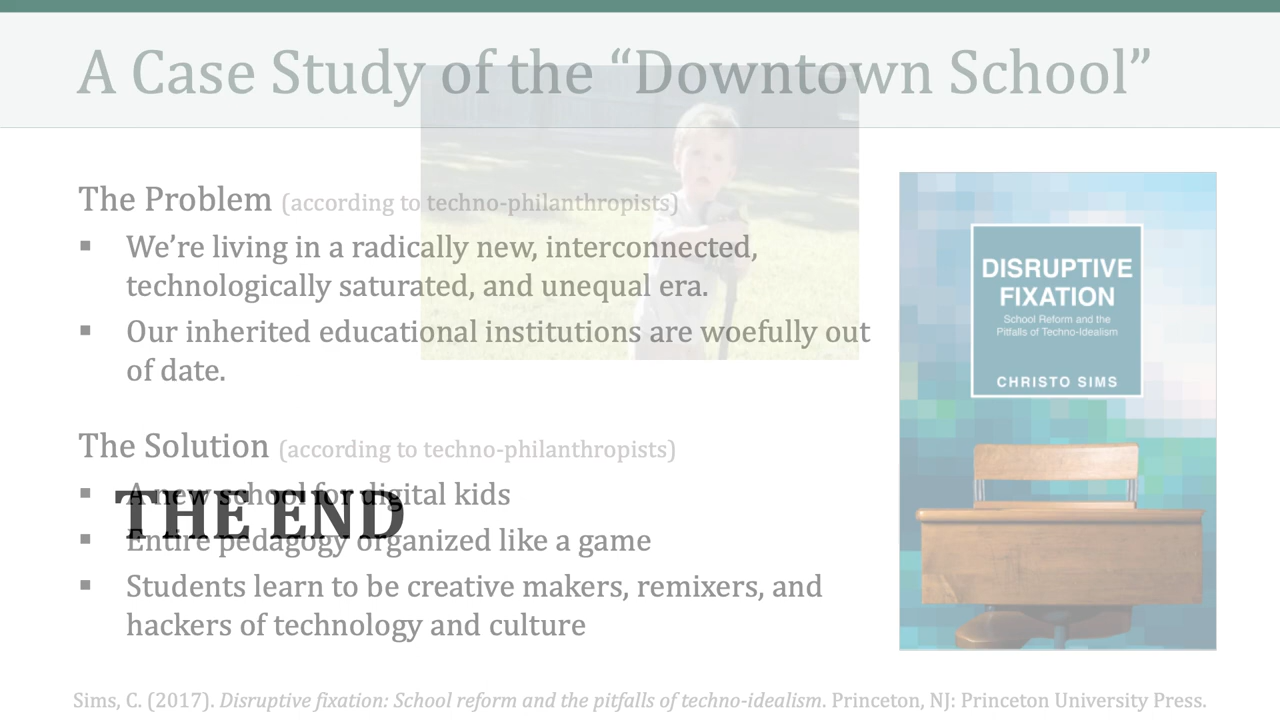 A Case Study of the “Downtown School”
The Problem (according to techno-philanthropists)
▪ We’re living in a radically new, interconnected,
technologically saturated, and unequal era.
▪ Our inherited educational institutions are woefully out
of date.
The Solution (according to techno-philanthropists)
▪ A new school for digital kids
THE END
▪ Entire pedagogy organized like a game
▪ Students learn to be creative makers, remixers, and
hackers of technology and culture
DISRUPTIVE
FIXATION
School Reform and the
Pitfalls of Techno-Idealism
CHRISTO SIMS
Sims, C. (2017). Disruptive fixation: School reform and the pitfalls of techno-idealism. Princeton, NJ: Princeton University Press.